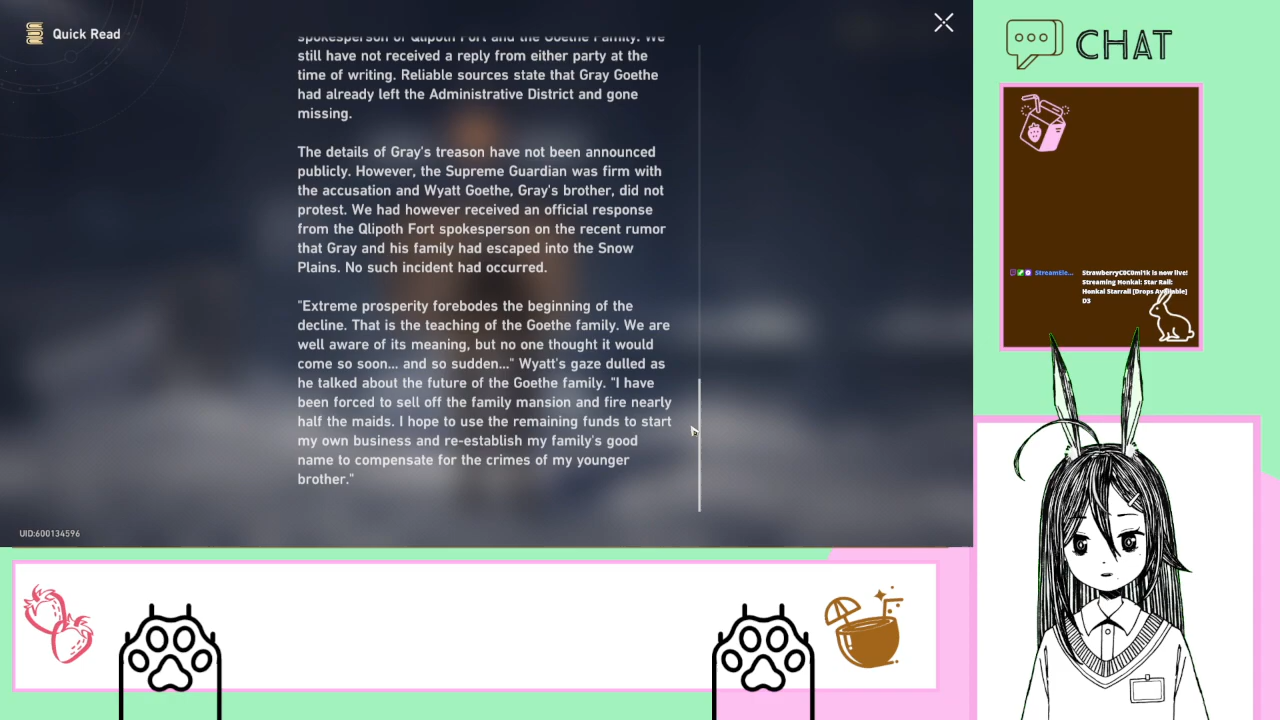 Quick Read
spokesperson of Qlipoth Fort and the Goethe Family. We
still have not received a reply from either party at the
time of writing. Reliable sources state that Gray Goethe
had already left the Administrative District and gone
missing.
The details of Gray's treason have not been announced
publicly. However, the Supreme Guardian was firm with
the accusation and Wyatt Goethe, Gray's brother, did not
protest. We had however received an official response
from the Qlipoth Fort spokesperson on the recent rumor
that Gray and his family had escaped into the Snow
Plains. No such incident had occurred.
"Extreme prosperity forebodes the beginning of the
decline. That is the teaching of the Goethe family. We are
well aware of its meaning, but no one thought it would
come so soon... and so sudden..." Wyatt's gaze dulled as
he talked about the future of the Goethe family. "I have
been forced to sell off the family mansion and fire nearly
half the maids. I hope to use the remaining funds to start
my own business and re-establish my family's good
name to compensate for the crimes of my younger
brother."
UID:600134596
CHAT
StreamEle... StrawberryC0C0ml1k is now live!
Streaming Honkai: Star Rail:
Honkai Starrail [Drops Available]
D3